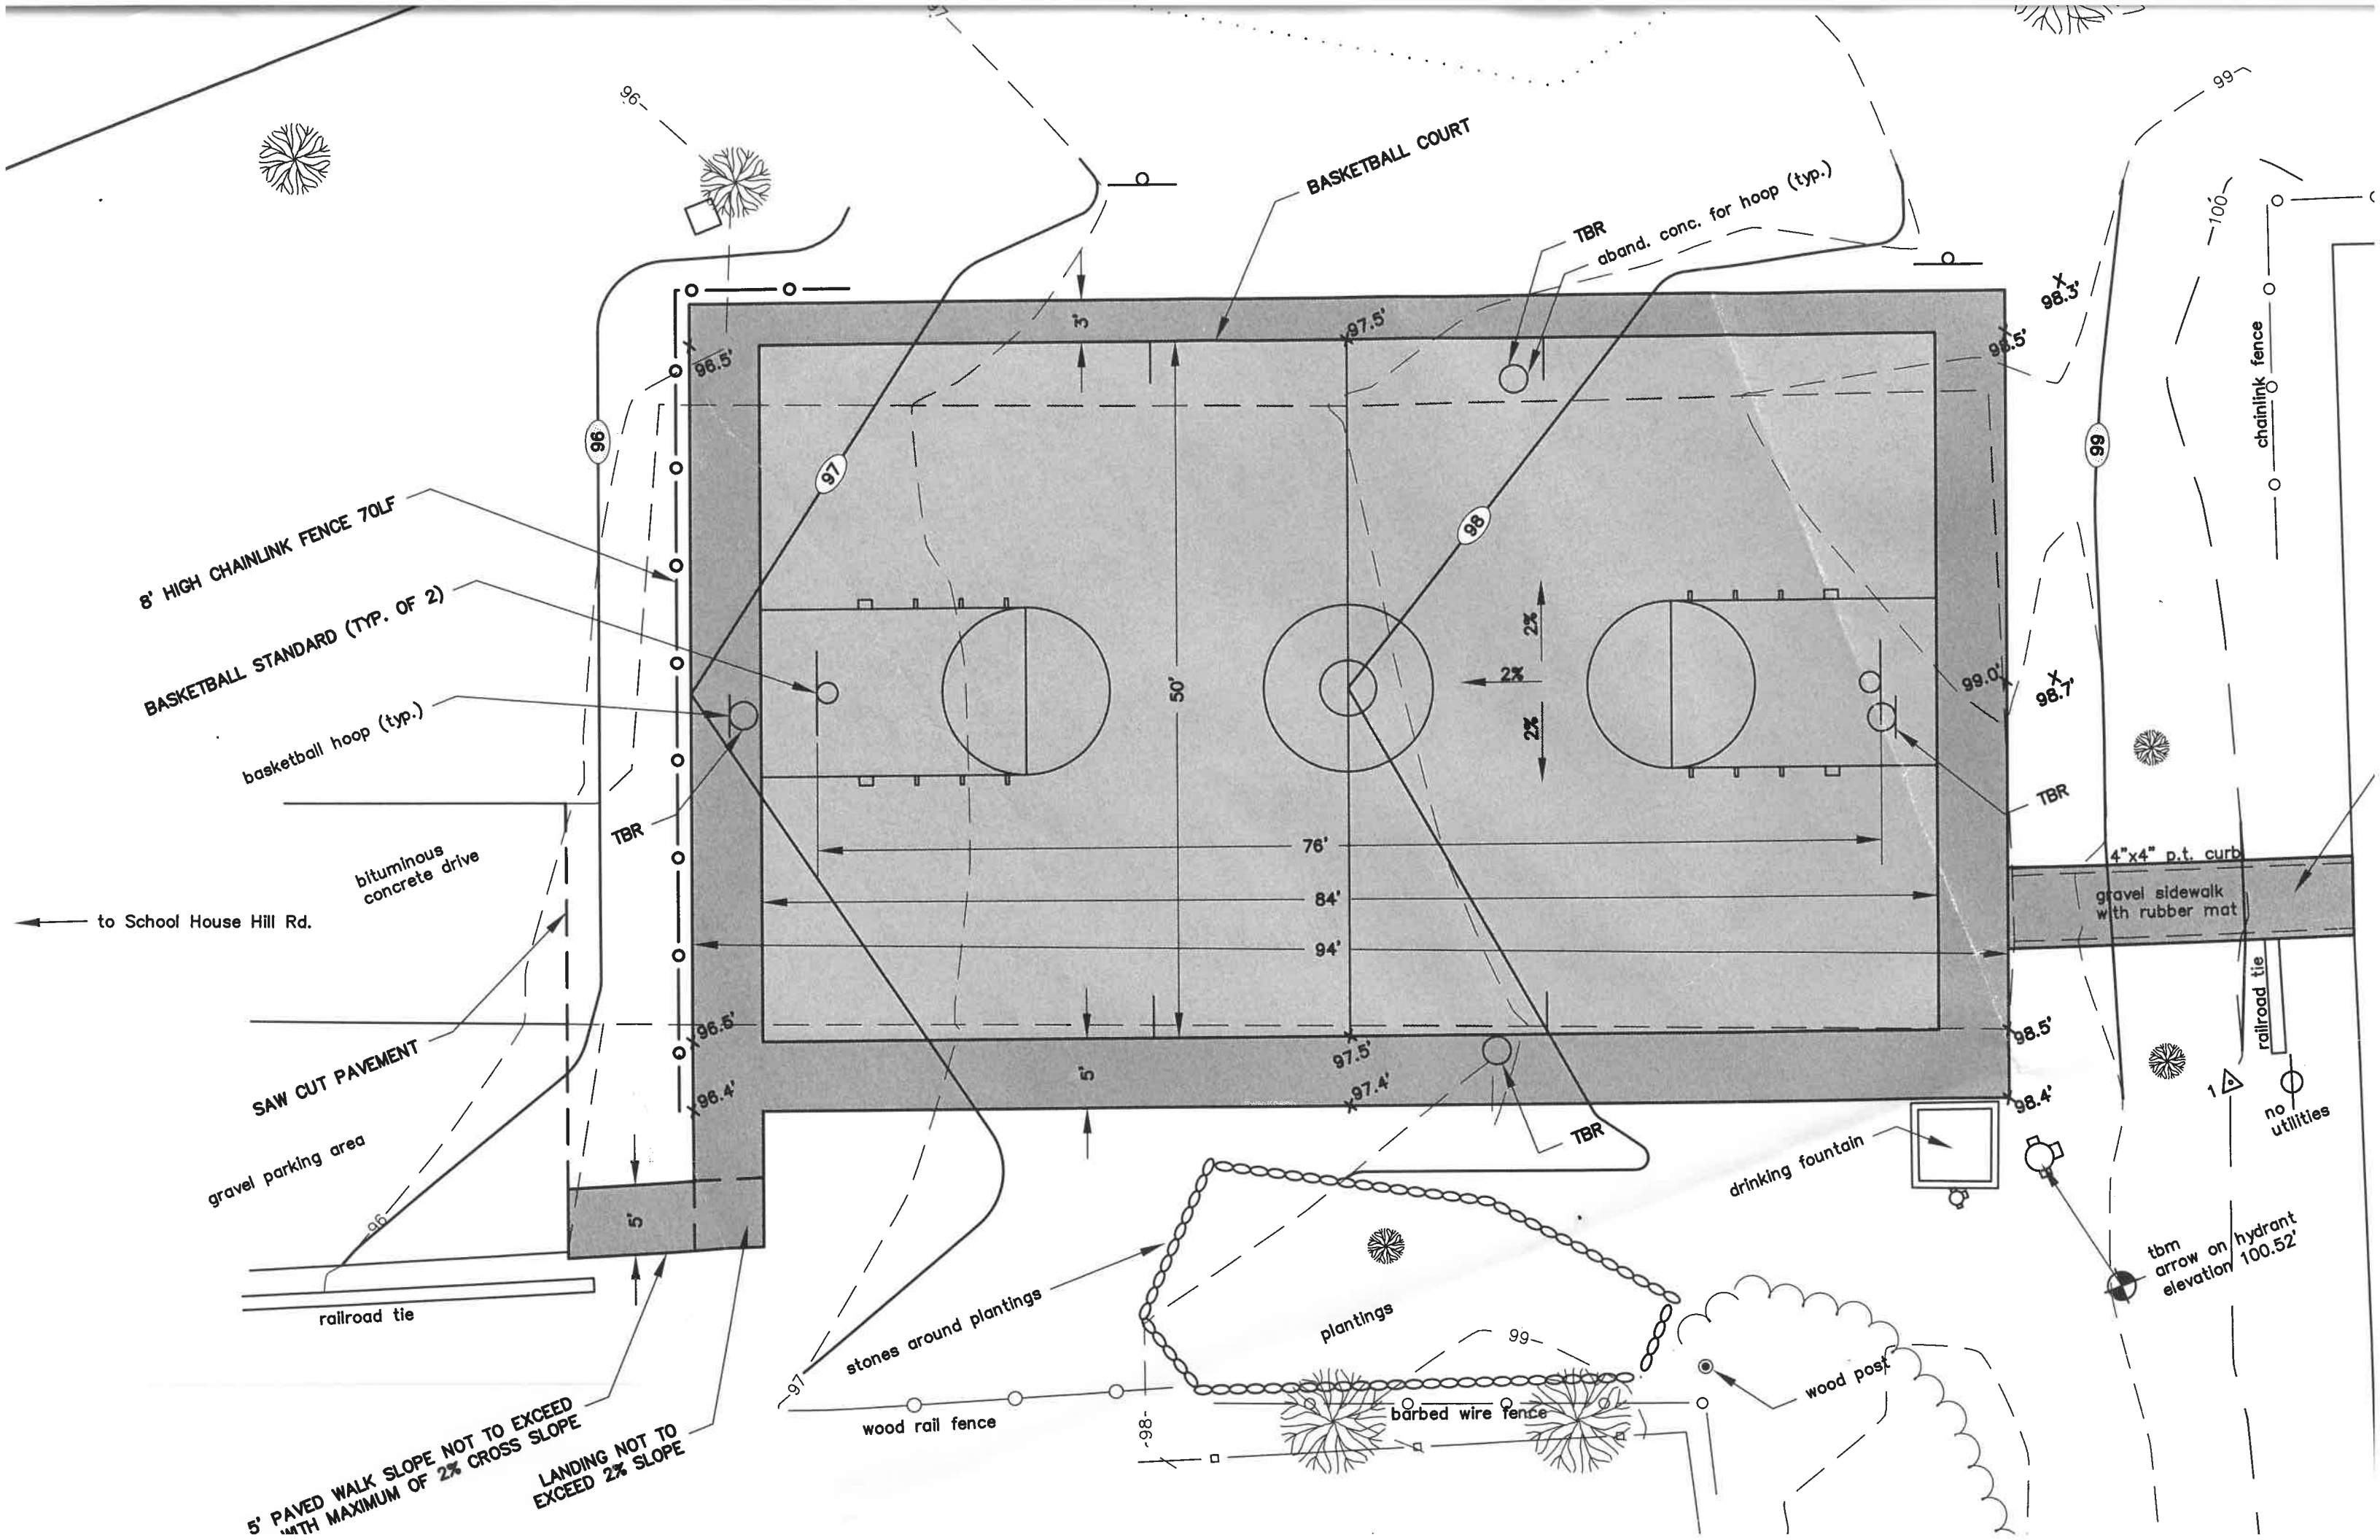 97
96-
BASKETBALL COURT
TBR
aband. conc. for hoop (typ.)
99
-100-
98.3'
3'
97.5'
98.5'
96.5'
chainlink fence
96
97
98
99
8' HIGH CHAINLINK FENCE 70LF
BASKETBALL STANDARD (TYP. OF 2)
basketball hoop (typ.)
50'
2%
2%
2%
99.0'
98.7'
TBR
TBR
76'
84'
94'
bituminous
concrete drive
to School House Hill Rd.
4"x4" p.t. curb
gravel sidewalk
with rubber mat
railroad tie
SAW CUT PAVEMENT
96.5'
96.4'
5'
97.5'
97.4'
98.5'
98.4'
TBR
1
no
utilities
gravel parking area
96
5'
drinking fountain
railroad tie
tbm
arrow on hydrant
elevation 100.52'
stones around plantings
plantings
99-
wood post
-97
wood rail fence
barbed wire fence
-98-
5' PAVED WALK SLOPE NOT TO EXCEED
WITH MAXIMUM OF 2% CROSS SLOPE
LANDING NOT TO
EXCEED 2% SLOPE